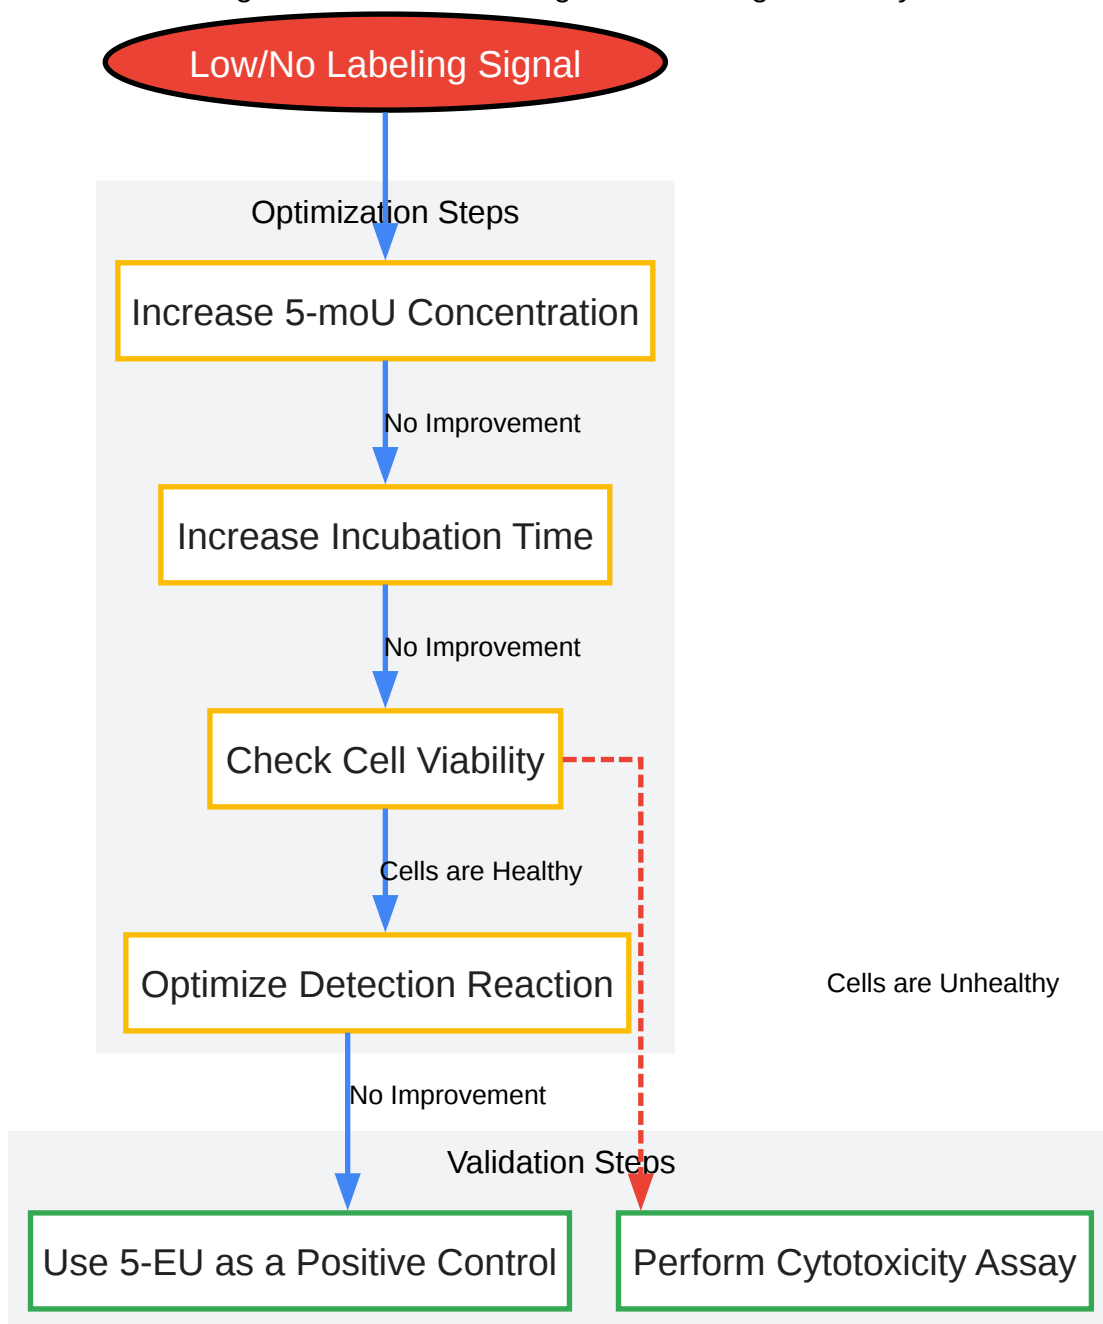 Low/No Labeling Signal
Optimization Steps
Increase 5-moU Concentration
No Improvement
Increase Incubation Time
No Improvement
Check Cell Viability
Cells are Healthy
Optimize Detection Reaction
Cells are Unhealthy
No Improvement
Validation Steps
Use 5-EU as a Positive Control
Perform Cytotoxicity Assay